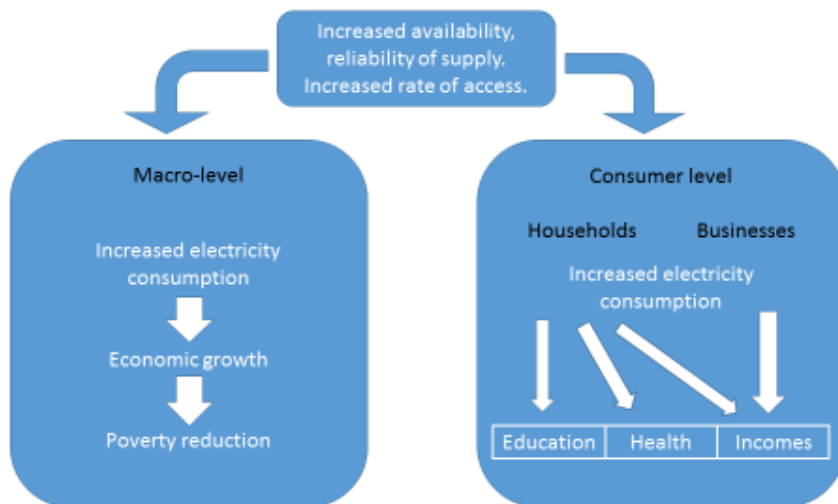 Increased availability,
reliability of supply.
Increased rate of access.
Macro-level
Increased electricity
consumption
Economic growth
Poverty reduction
Consumer level
Households Businesses
Increased electricity
consumption
Education Health Incomes